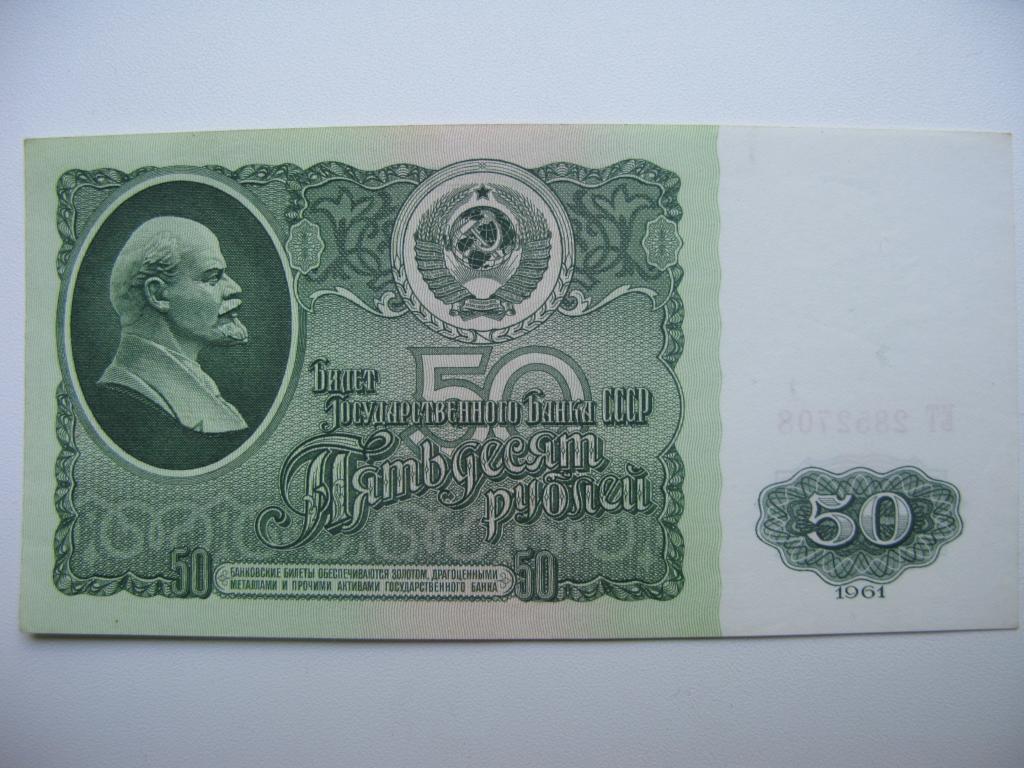 50
Билет
Государственного Банка СССР
Пятьдесят
рублей
50
БАНКОВСКИЕ БИЛЕТЫ ОБЕСПЕЧИВАЮТСЯ ЗОЛОТОМ, ДРАГОЦЕННЫМИ
МЕТАЛЛАМИ И ПРОЧИМИ АКТИВАМИ ГОСУДАРСТВЕННОГО БАНКА
50
БТ 2852708
50
1961